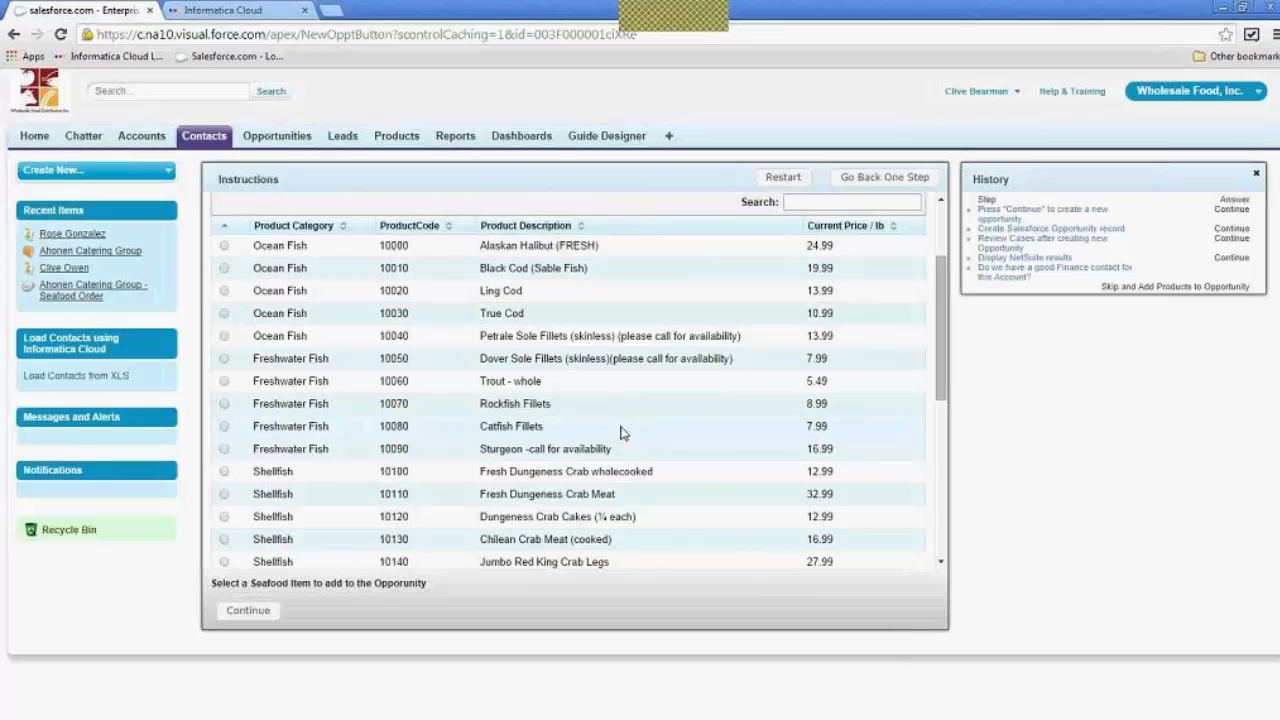 salesforce.com - Enterpris
Informatica Cloud
https://c.na10.visual.force.com/apex/NewOpptButton?scontrolCaching=1&id=003F000001ciXRe
Apps
Informatica Cloud L...
Salesforce.com - Lo...
Other bookmark
Search...
Search
Clive Bearman
Help & Training
Wholesale Food, Inc.
Home
Chatter
Accounts
Contacts
Opportunities
Leads
Products
Reports
Dashboards
Guide Designer
Create New...
Recent Items
Rose Gonzalez
Ahonen Catering Group
Clive Owen
Ahonen Catering Group -
Seafood Order
Load Contacts using
Informatica Cloud
Load Contacts from XLS
Messages and Alerts
Notifications
Recycle Bin
Instructions
Restart
Go Back One Step
Search:
Product Category ProductCode Product Description Current Price / lb
Ocean Fish 10000 Alaskan Halibut (FRESH) 24.99
Ocean Fish 10010 Black Cod (Sable Fish) 19.99
Ocean Fish 10020 Ling Cod 13.99
Ocean Fish 10030 True Cod 10.99
Ocean Fish 10040 Petrale Sole Fillets (skinless) (please call for availability) 13.99
Freshwater Fish 10050 Dover Sole Fillets (skinless)(please call for availability) 7.99
Freshwater Fish 10060 Trout - whole 5.49
Freshwater Fish 10070 Rockfish Fillets 8.99
Freshwater Fish 10080 Catfish Fillets 7.99
Freshwater Fish 10090 Sturgeon -call for availability 16.99
Shellfish 10100 Fresh Dungeness Crab wholecooked 12.99
Shellfish 10110 Fresh Dungeness Crab Meat 32.99
Shellfish 10120 Dungeness Crab Cakes (¼ each) 12.99
Shellfish 10130 Chilean Crab Meat (cooked) 16.99
Shellfish 10140 Jumbo Red King Crab Legs 27.99
Select a Seafood Item to add to the Opporunity
Continue
History
Step Answer
Press "Continue" to create a new Continue
opportunity
Create Salesforce Opportunity record Continue
Review Cases after creating new Continue
Opportunity
Display NetSuite results Continue
Do we have a good Finance contact for
this Account?
Skip and Add Products to Opportunity